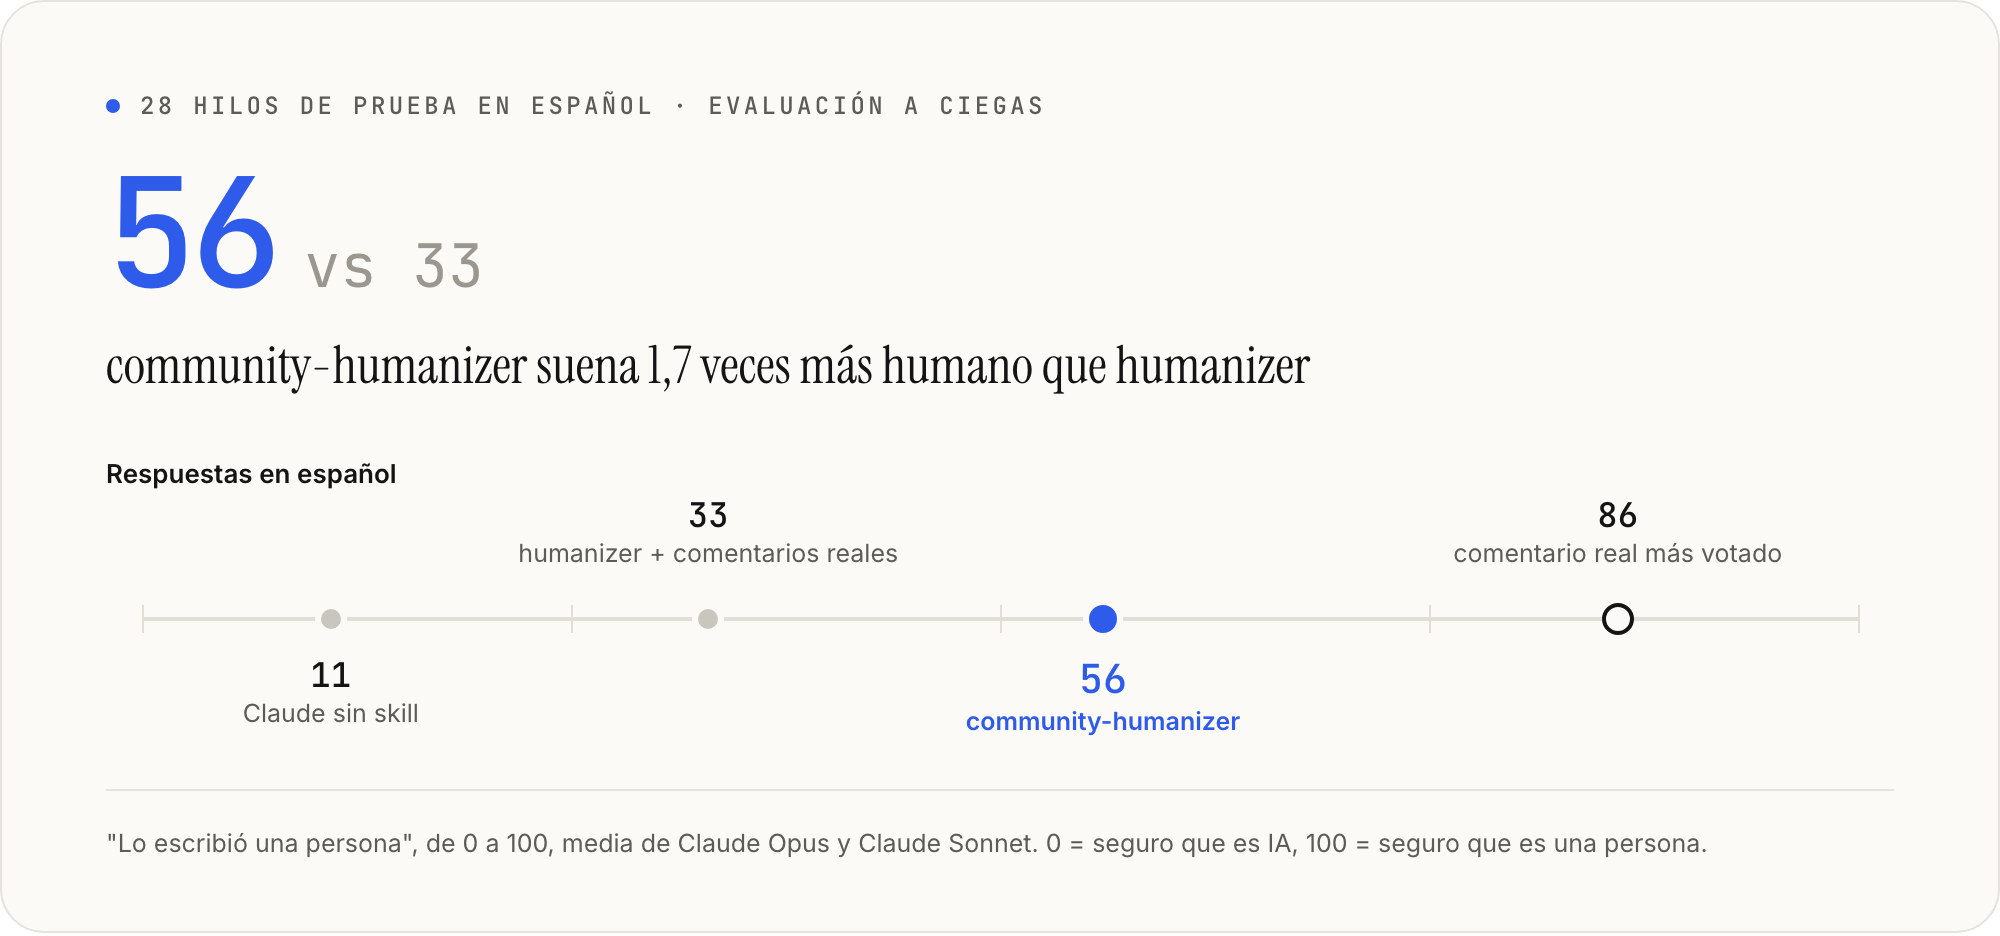 28 HILOS DE PRUEBA EN ESPAÑOL · EVALUACIÓN A CIEGAS
56 vs 33
community-humanizer suena 1,7 veces más humano que humanizer
Respuestas en español
33
humanizer + comentarios reales
86
comentario real más votado
11
Claude sin skill
56
community-humanizer
"Lo escribió una persona", de 0 a 100, media de Claude Opus y Claude Sonnet. 0 = seguro que es IA, 100 = seguro que es una persona.